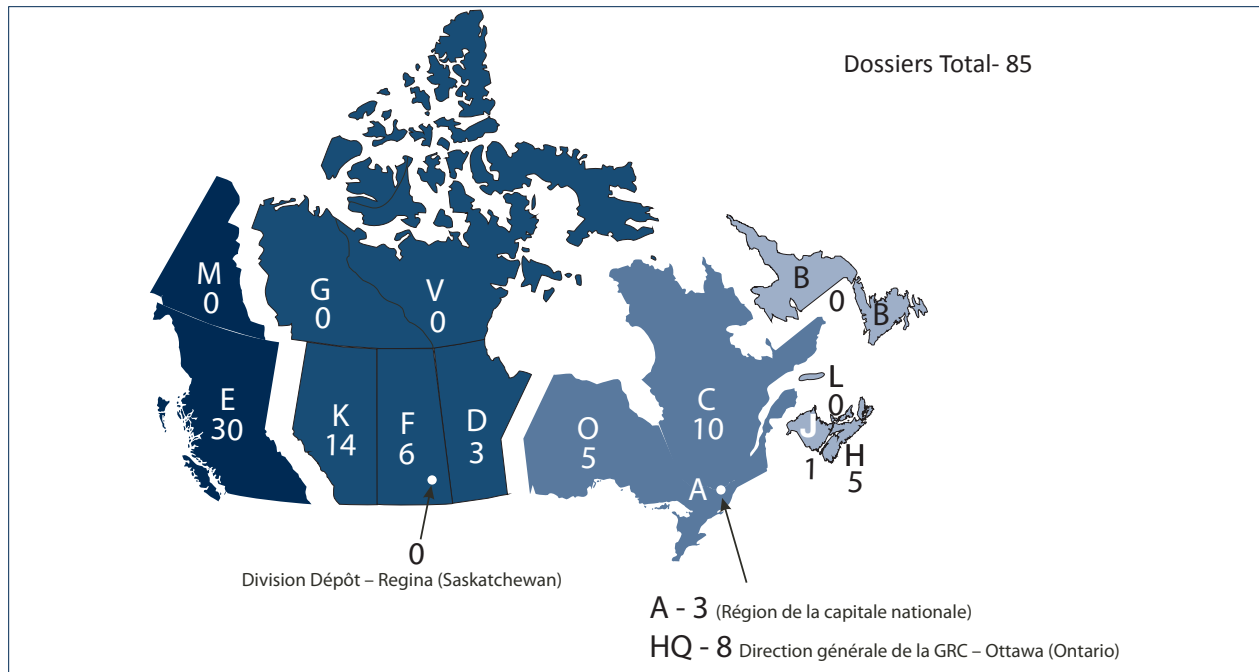 Dossiers Total- 85
M
0
G
0
V
0
B
0
B
E
30
K
14
F
6
D
3
O
5
C
10
L
0
J
1
H
5
A
0
Division Dépôt – Regina (Saskatchewan)
A - 3 (Région de la capitale nationale)
HQ - 8 Direction générale de la GRC – Ottawa (Ontario)